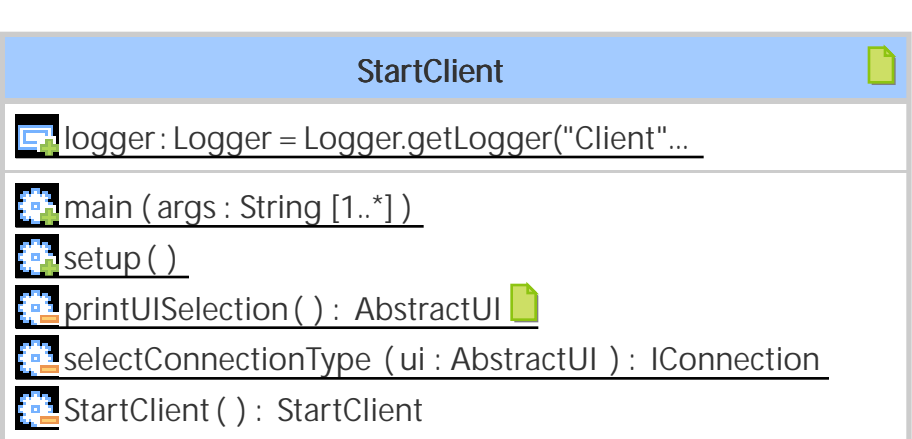 StartClient
logger : Logger = Logger.getLogger("Client"...
main ( args : String [1..*] )
setup ( )
printUISelection ( ) : AbstractUI
selectConnectionType ( ui : AbstractUI ) : IConnection
StartClient ( ) : StartClient